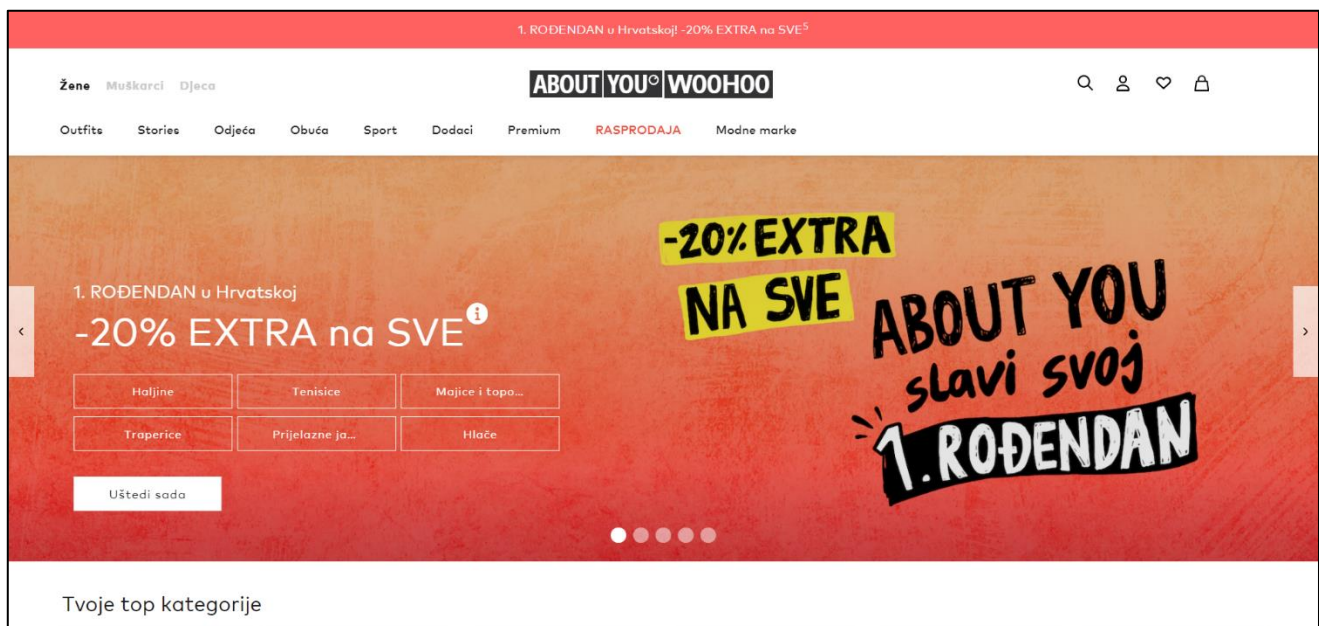 1. ROĐENDAN u Hrvatskoj! -20% EXTRA na SVE⁵
Žene Muškarci Djeca
ABOUT YOU° WOOHOO
Outfits Stories Odjeća Obuća Sport Dodaci Premium RASPRODAJA Modne marke
1. ROĐENDAN u Hrvatskoj
-20% EXTRA na SVE
Haljine Tenisice Majice i topo...
Traperice Prijelazne ja... Hlače
Uštedi sada
-20% EXTRA
NA SVE
ABOUT YOU
slavi svoj
1. ROĐENDAN
Tvoje top kategorije